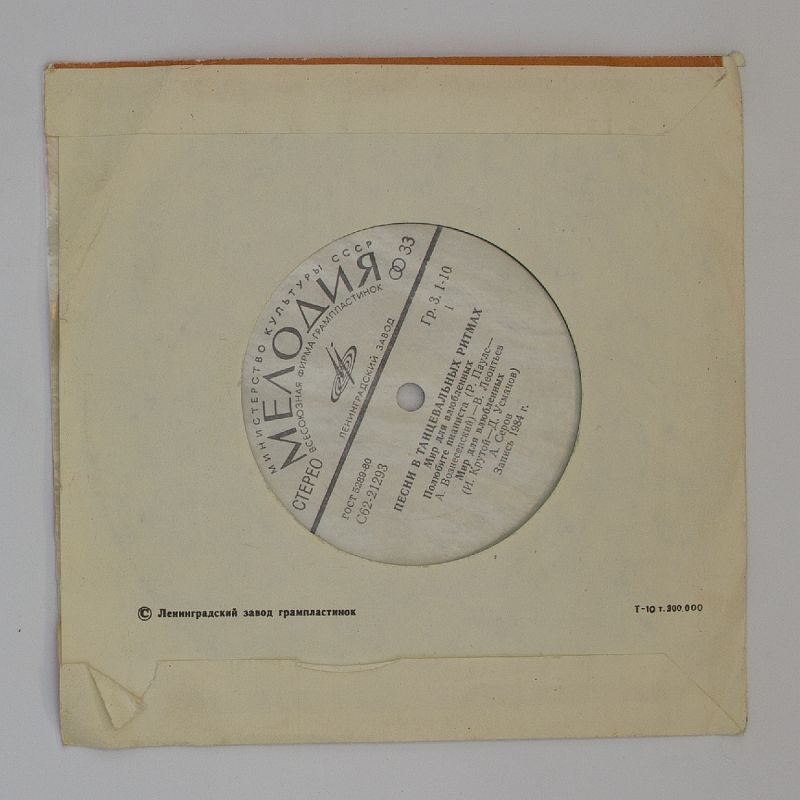 МИНИСТЕРСТВО КУЛЬТУРЫ СССР
МЕЛОДИЯ
ВСЕСОЮЗНАЯ ФИРМА ГРАМПЛАСТИНОК
ЛЕНИНГРАДСКИЙ ЗАВОД
СТЕРЕО
33
ГОСТ 5289-80
С62-21293
Гр. 3. 1-10
1
ПЕСНИ В ТАНЦЕВАЛЬНЫХ РИТМАХ
Мир для влюбленных
Полюбите пианиста (Р. Паулс—
А. Вознесенский)—В. Леонтьев
Мир для влюбленных
(И. Крутой—Д. Усманов)
А. Серов
Запись 1984 г.
© Ленинградский завод грампластинок
Т-10 т.300.000